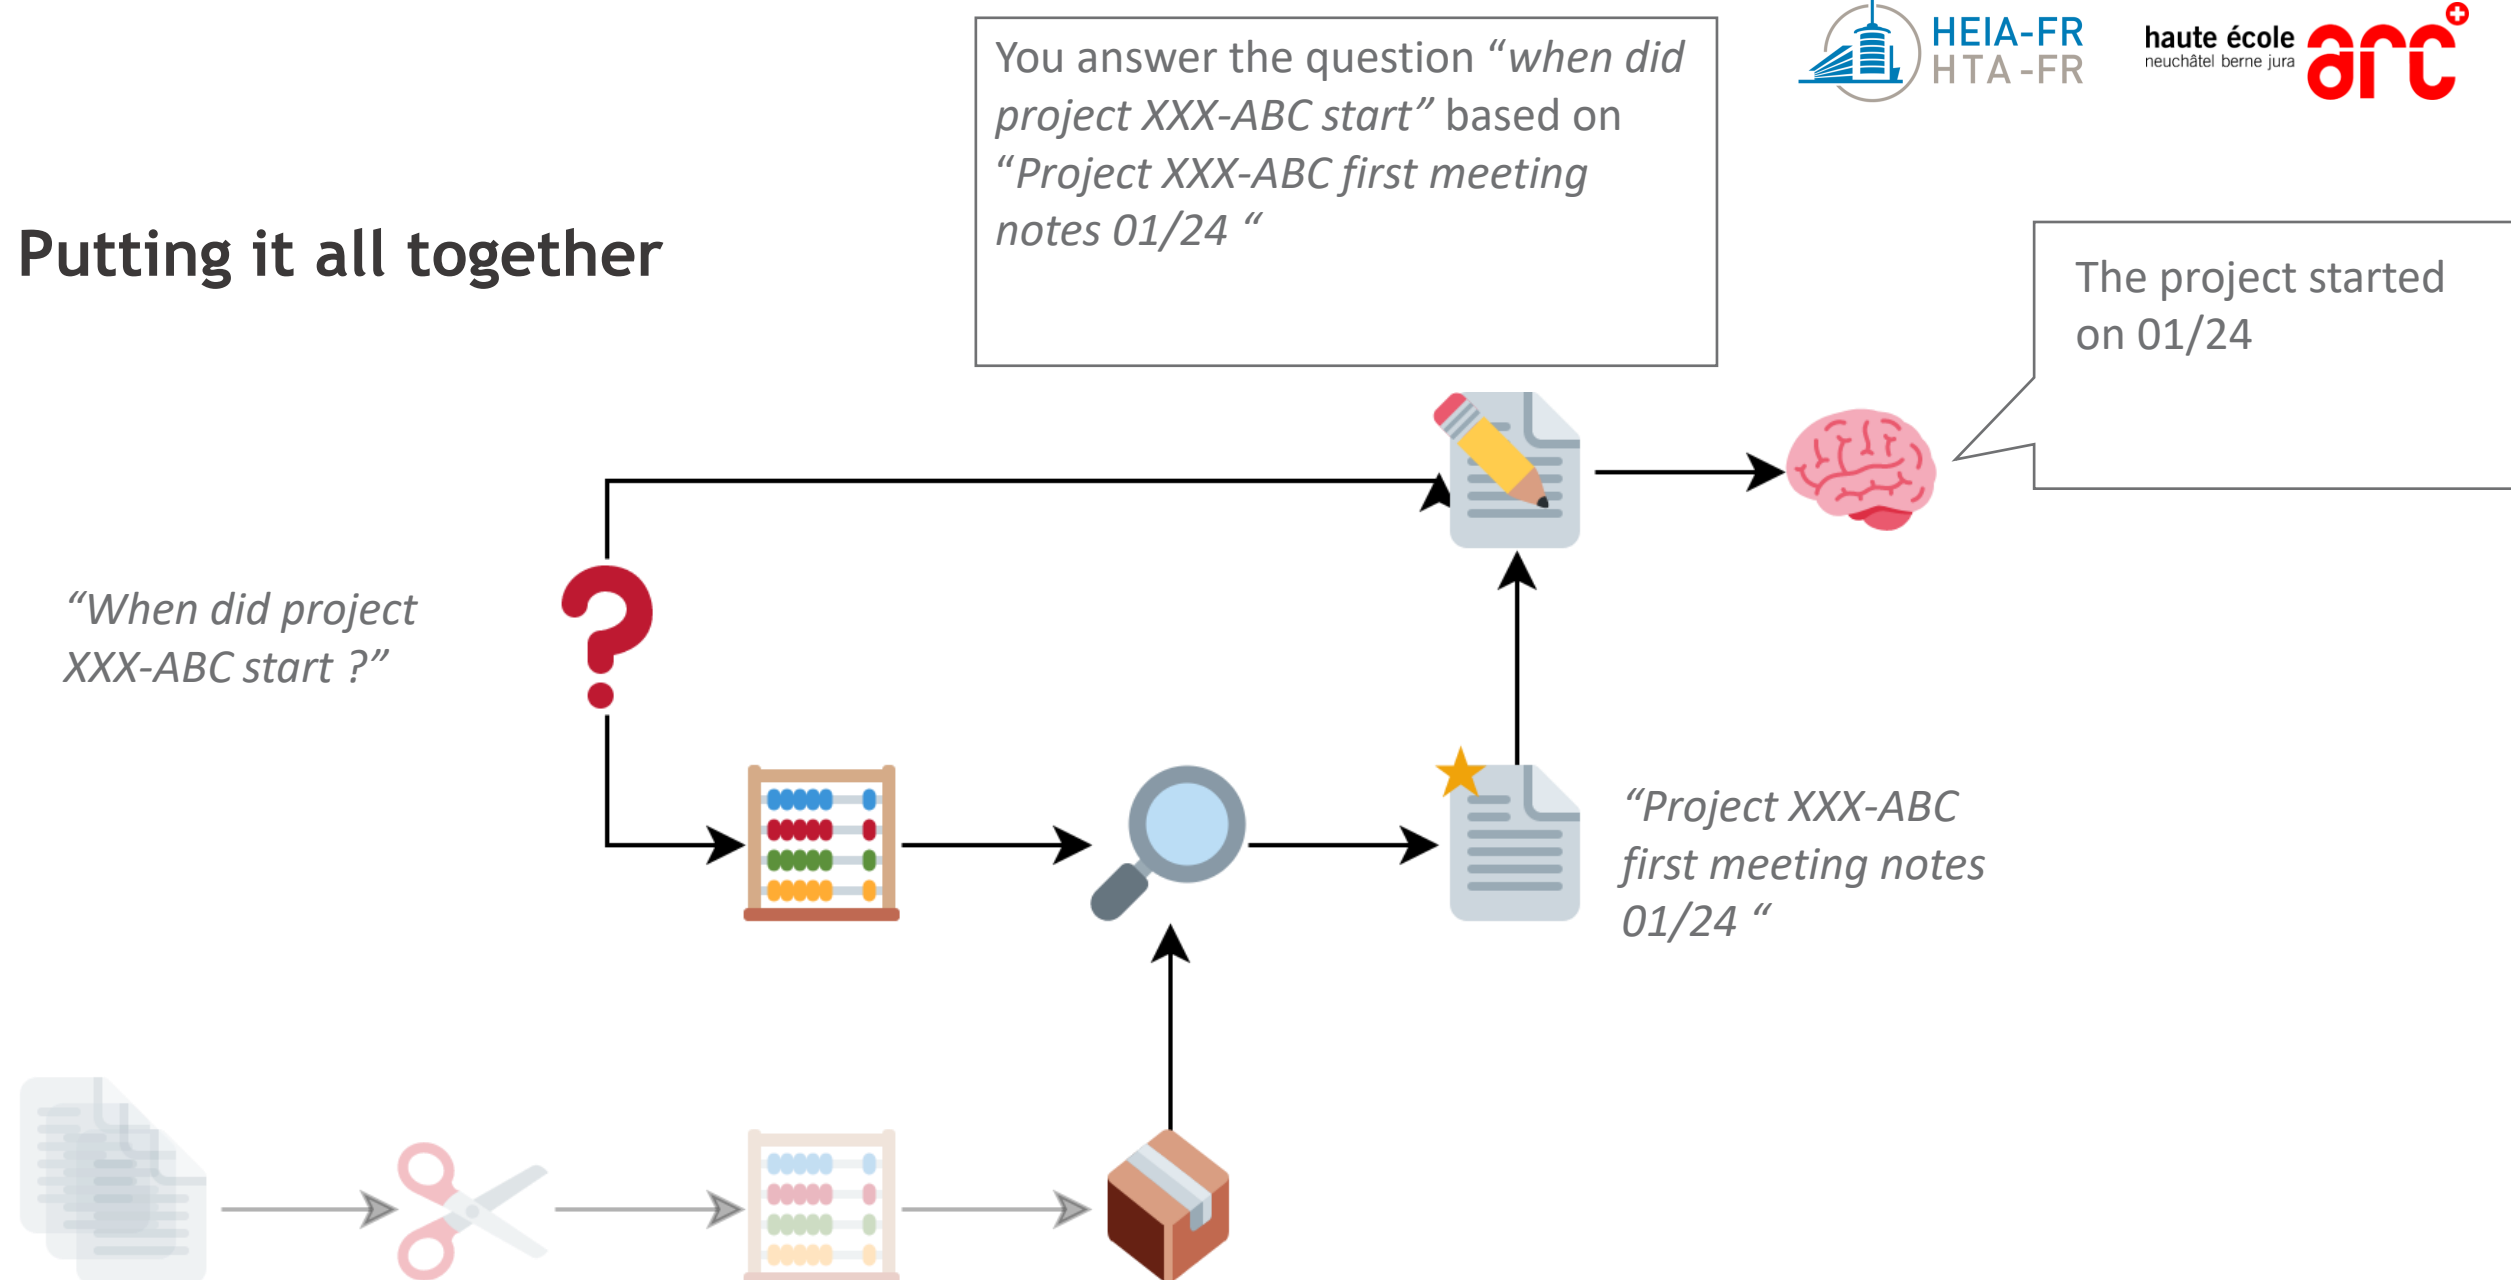 You answer the question “when did
project XXX-ABC start” based on
“Project XXX-ABC first meeting
notes 01/24 “
HEIA-FR
HTA-FR
haute école
neuchâtel berne jura
arc
Putting it all together
The project started
on 01/24
“When did project
XXX-ABC start ?”
“Project XXX-ABC
first meeting notes
01/24 “